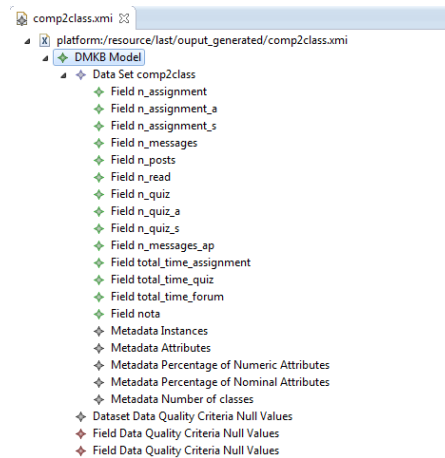 comp2class.xmi
platform:/resource/last/ouput_generated/comp2class.xmi
DMKB Model
Data Set comp2class
Field n_assignment
Field n_assignment_a
Field n_assignment_s
Field n_messages
Field n_posts
Field n_read
Field n_quiz
Field n_quiz_a
Field n_quiz_s
Field n_messages_ap
Field total_time_assignment
Field total_time_quiz
Field total_time_forum
Field nota
Metadata Instances
Metadata Attributes
Metadata Percentage of Numeric Attributes
Metadata Percentage of Nominal Attributes
Metadata Number of classes
Dataset Data Quality Criteria Null Values
Field Data Quality Criteria Null Values
Field Data Quality Criteria Null Values